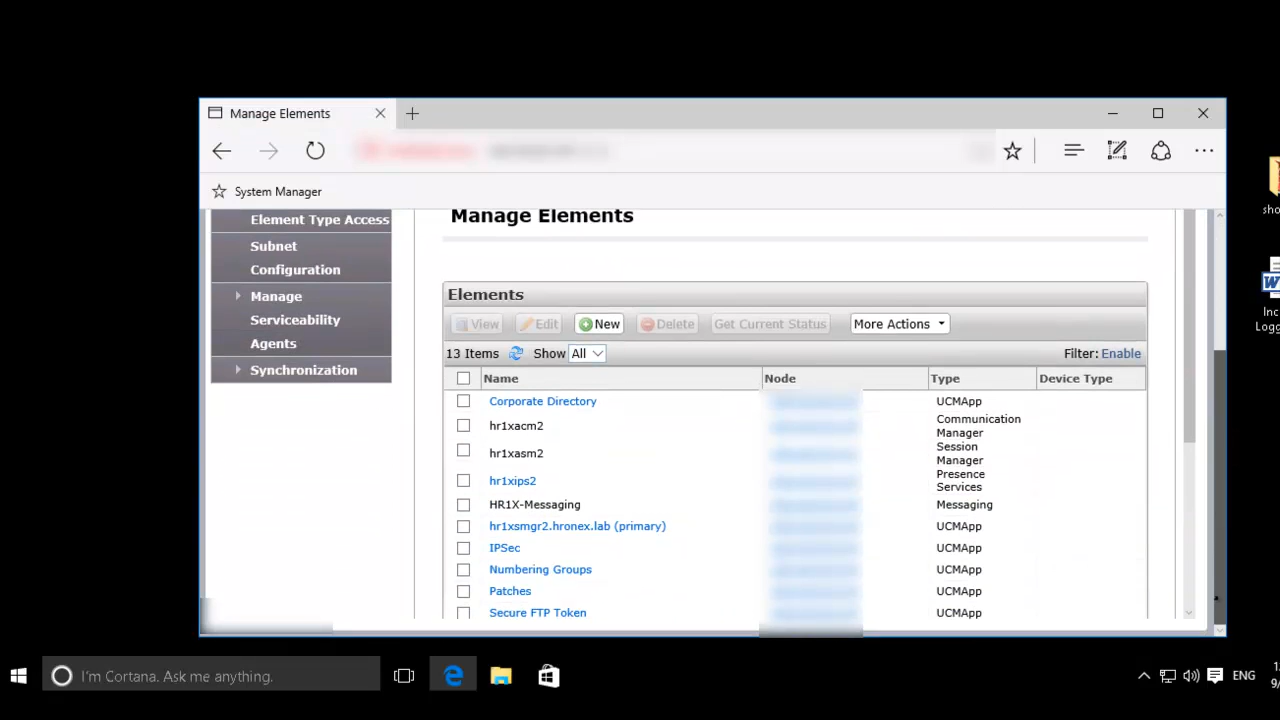 Manage Elements
System Manager
Element Type Access
Subnet
Configuration
Manage
Serviceability
Agents
Synchronization
Manage Elements
Elements
View Edit New Delete Get Current Status More Actions
13 Items Show All Filter: Enable
Name Node Type Device Type
Corporate Directory UCMApp
hr1xacm2 Communication
Manager
hr1xasm2 Session
Manager
hr1xips2 Presence
Services
HR1X-Messaging Messaging
hr1xsmgr2.hronex.lab (primary) UCMApp
IPSec UCMApp
Numbering Groups UCMApp
Patches UCMApp
Secure FTP Token UCMApp
sho
W
Inc
Logg
I'm Cortana. Ask me anything.
ENG